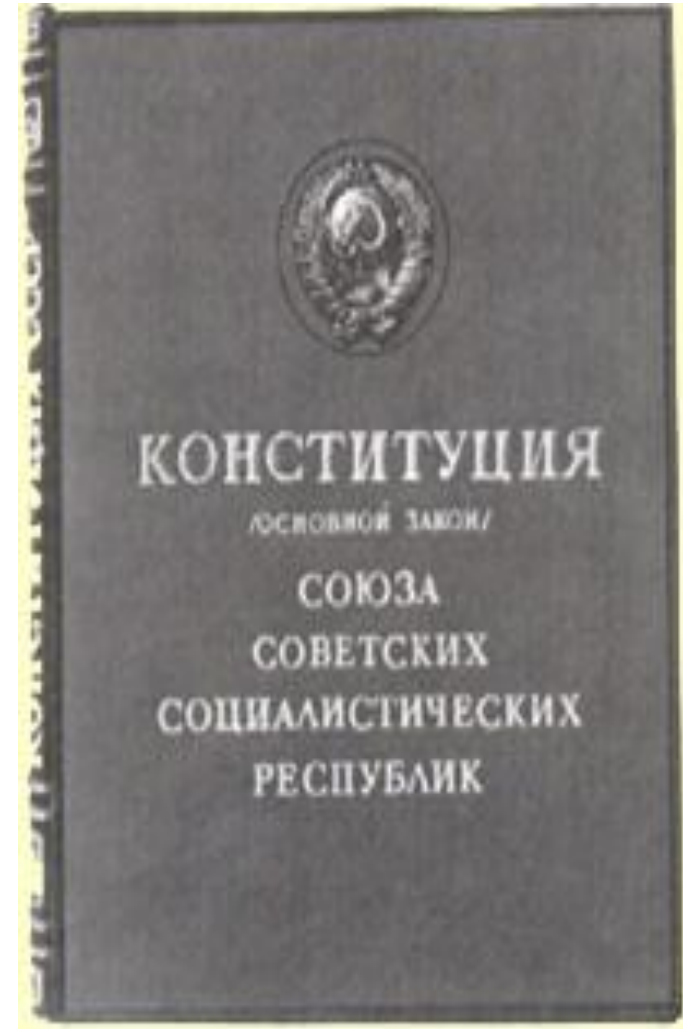 КОНСТИТУЦИЯ
/ОСНОВНОЙ ЗАКОН/
СОЮЗА
СОВЕТСКИХ
СОЦИАЛИСТИЧЕСКИХ
РЕСПУБЛИК